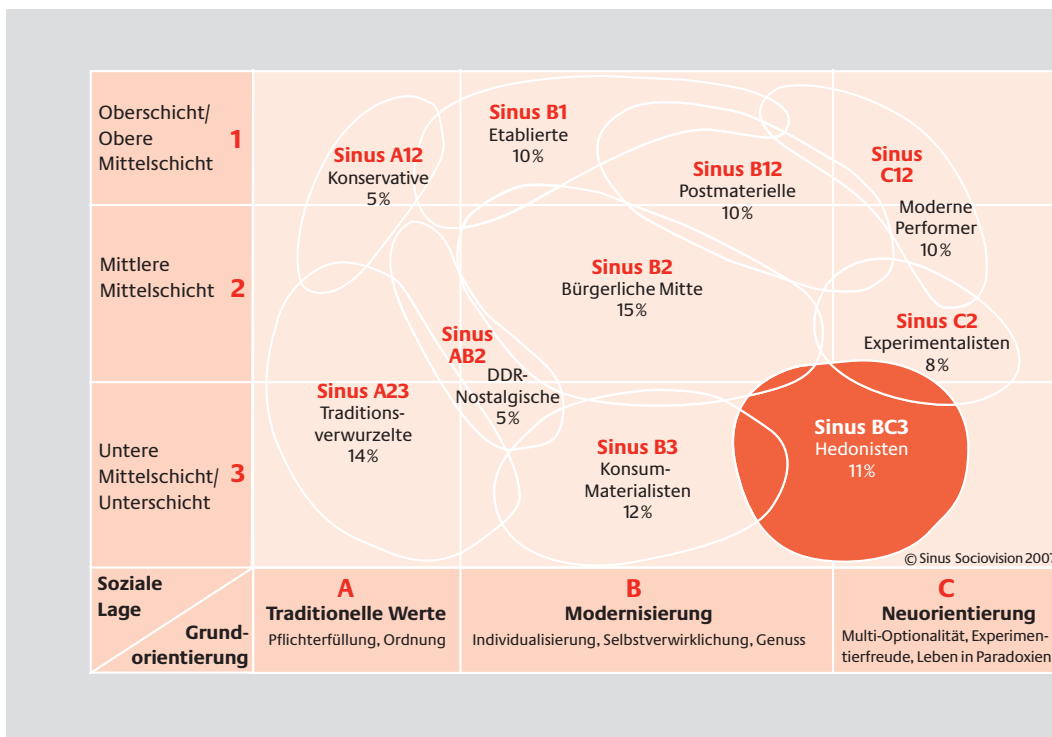 Oberschicht/
Obere
Mittelschicht
1
Mittlere
Mittelschicht
2
Untere
Mittelschicht/
Unterschicht
3
Sinus A12
Konservative
5%
Sinus B1
Etablierte
10%
Sinus B12
Postmaterielle
10%
Sinus
C12
Moderne
Performer
10%
Sinus B2
Bürgerliche Mitte
15%
Sinus
AB2
DDR-
Nostalgische
5%
Sinus C2
Experimentalisten
8%
Sinus A23
Traditions-
verwurzelte
14%
Sinus B3
Konsum-
Materialisten
12%
Sinus BC3
Hedonisten
11%
© Sinus Sociovision 2007
Soziale
Lage
Grund-
orientierung
A
Traditionelle Werte
Pflichterfüllung, Ordnung
B
Modernisierung
Individualisierung, Selbstverwirklichung, Genuss
C
Neuorientierung
Multi-Optionalität, Experimen-
tierfreude, Leben in Paradoxien